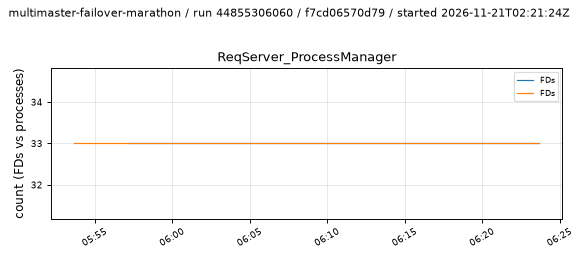 multimaster-failover-marathon / run 44855306060 / f7cd06570d79 / started 2026-11-21T02:21:24Z
ReqServer_ProcessManager
count (FDs vs processes)
34
33
32
FDs
FDs
05:55
06:00
06:05
06:10
06:15
06:20
06:25